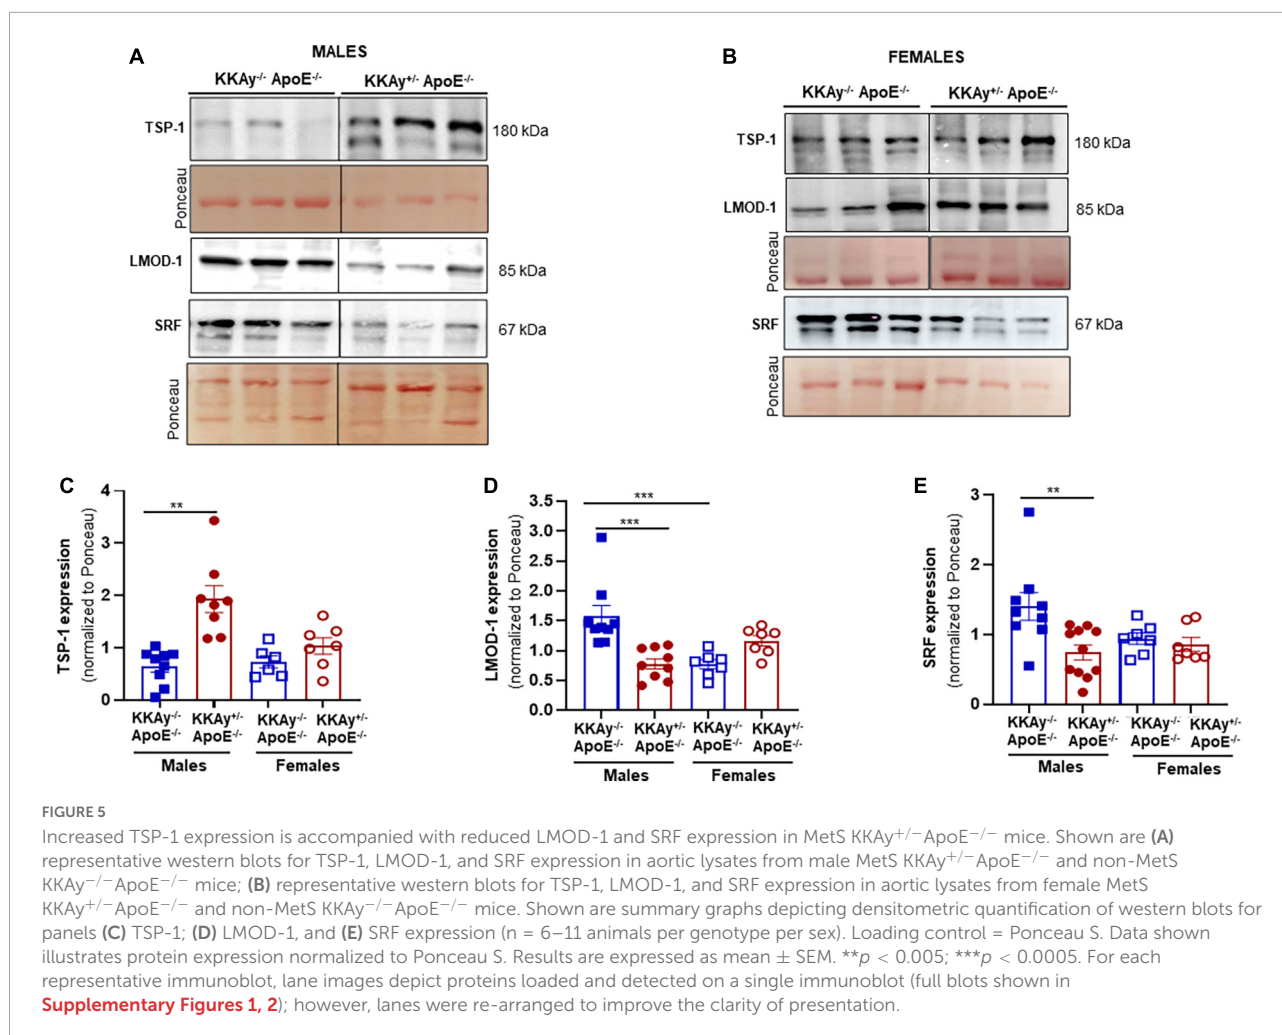 A
MALES
KKAy-/- ApoE-/-
KKAy+/- ApoE-/-
TSP-1
180 kDa
Ponceau
LMOD-1
85 kDa
SRF
67 kDa
Ponceau
B
FEMALES
KKAy-/- ApoE-/-
KKAy+/- ApoE-/-
TSP-1
180 kDa
LMOD-1
85 kDa
Ponceau
SRF
67 kDa
Ponceau
C
TSP-1 expression
(normalized to Ponceau)
4
3
2
1
0
**
KKAy-/-
ApoE-/-
KKAy+/-
ApoE-/-
KKAy-/-
ApoE-/-
KKAy+/-
ApoE-/-
Males
Females
D
LMOD-1 expression
(normalized to Ponceau)
3.5
3.0
2.5
2.0
1.5
1.0
0.5
0.0
***
***
KKAy-/-
ApoE-/-
KKAy+/-
ApoE-/-
KKAy-/-
ApoE-/-
KKAy+/-
ApoE-/-
Males
Females
E
SRF expression
(normalized to Ponceau)
3
2
1
0
**
KKAy-/-
ApoE-/-
KKAy+/-
ApoE-/-
KKAy-/-
ApoE-/-
KKAy+/-
ApoE-/-
Males
Females
FIGURE 5
Increased TSP-1 expression is accompanied with reduced LMOD-1 and SRF expression in MetS KKAy+/−ApoE−/− mice. Shown are (A)
representative western blots for TSP-1, LMOD-1, and SRF expression in aortic lysates from male MetS KKAy+/−ApoE−/− and non-MetS
KKAy−/−ApoE−/− mice; (B) representative western blots for TSP-1, LMOD-1, and SRF expression in aortic lysates from female MetS
KKAy+/−ApoE−/− and non-MetS KKAy−/−ApoE−/− mice. Shown are summary graphs depicting densitometric quantification of western blots for
panels (C) TSP-1; (D) LMOD-1, and (E) SRF expression (n = 6–11 animals per genotype per sex). Loading control = Ponceau S. Data shown
illustrates protein expression normalized to Ponceau S. Results are expressed as mean ± SEM. **p < 0.005; ***p < 0.0005. For each
representative immunoblot, lane images depict proteins loaded and detected on a single immunoblot (full blots shown in
Supplementary Figures 1, 2); however, lanes were re-arranged to improve the clarity of presentation.